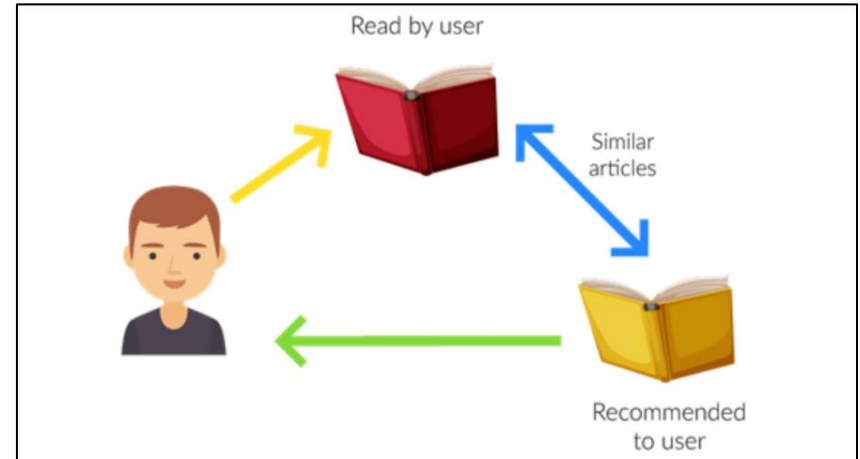 Read by user
Similar
articles
Recommended
to user